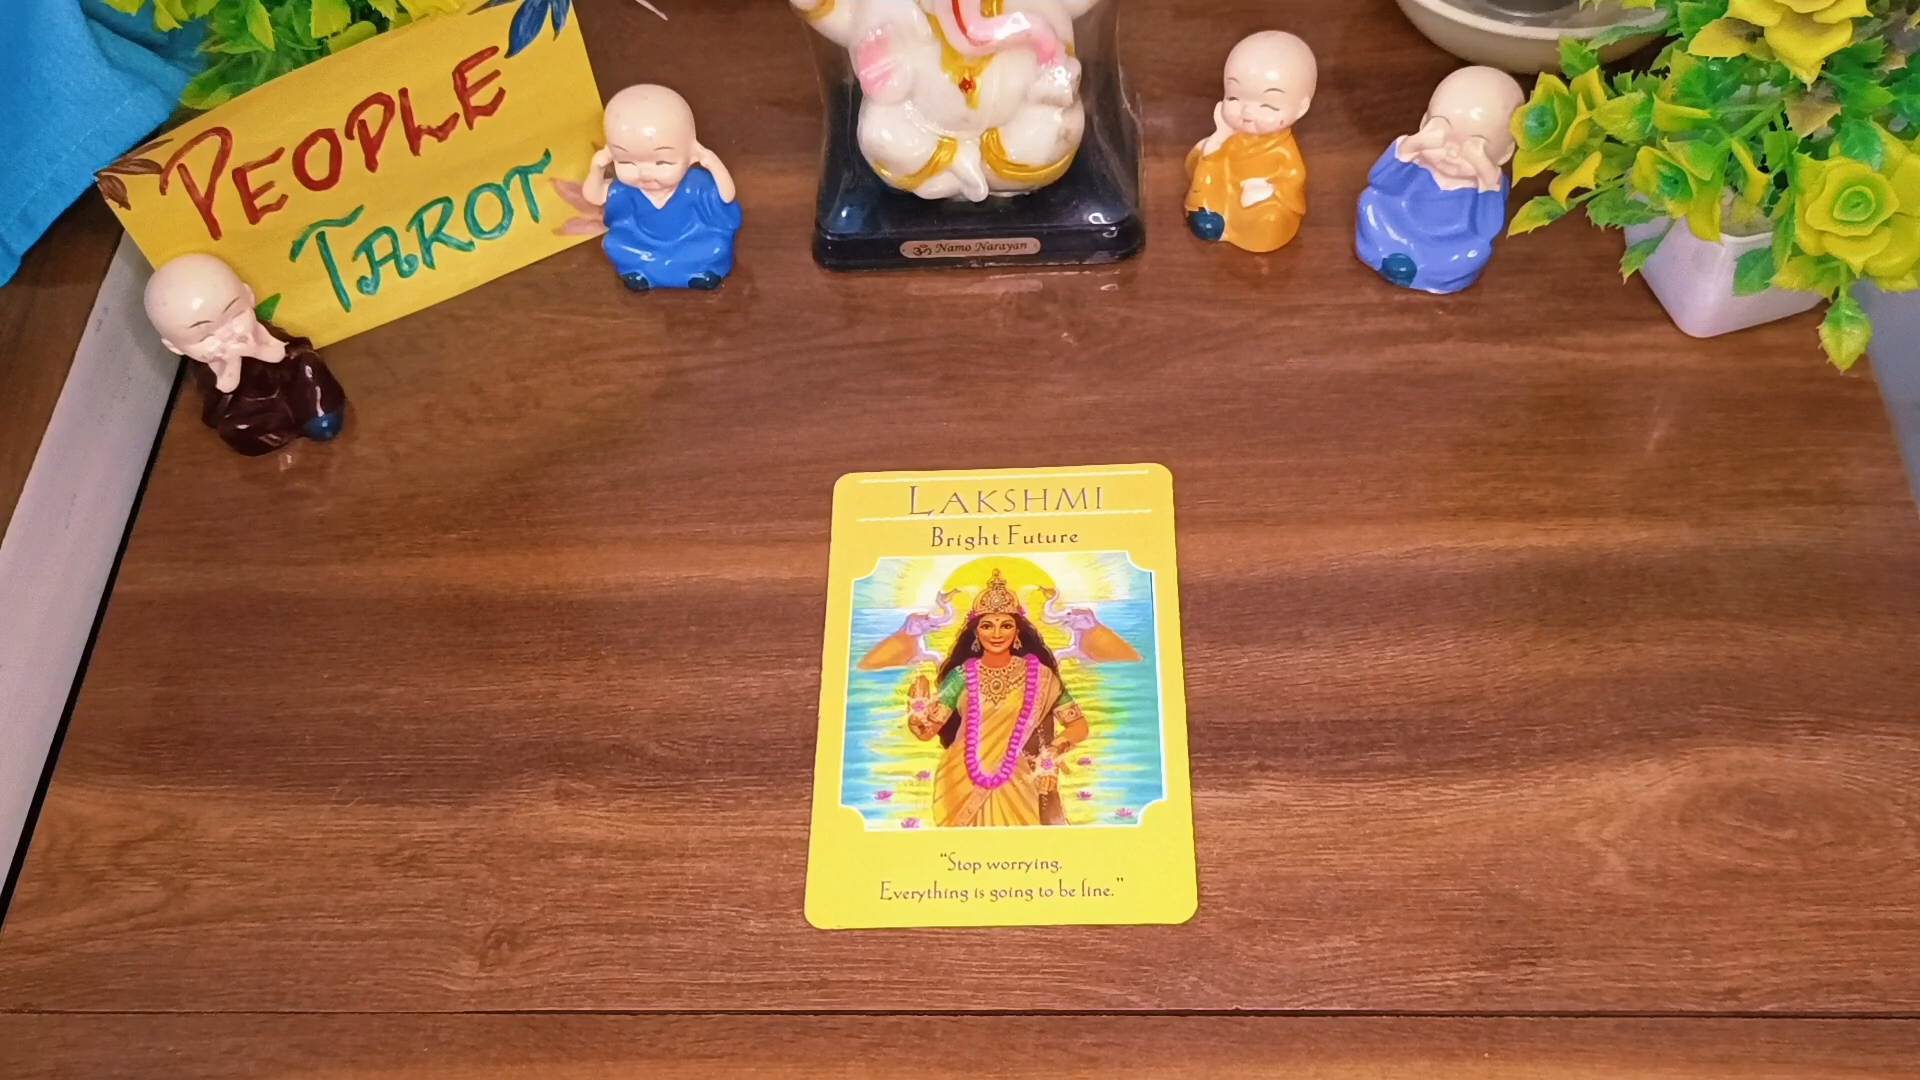 PEOPLE
TAROT
ॐ Namo Narayan
LAKSHMI
Bright Future
"Stop worrying.
Everything is going to be fine."